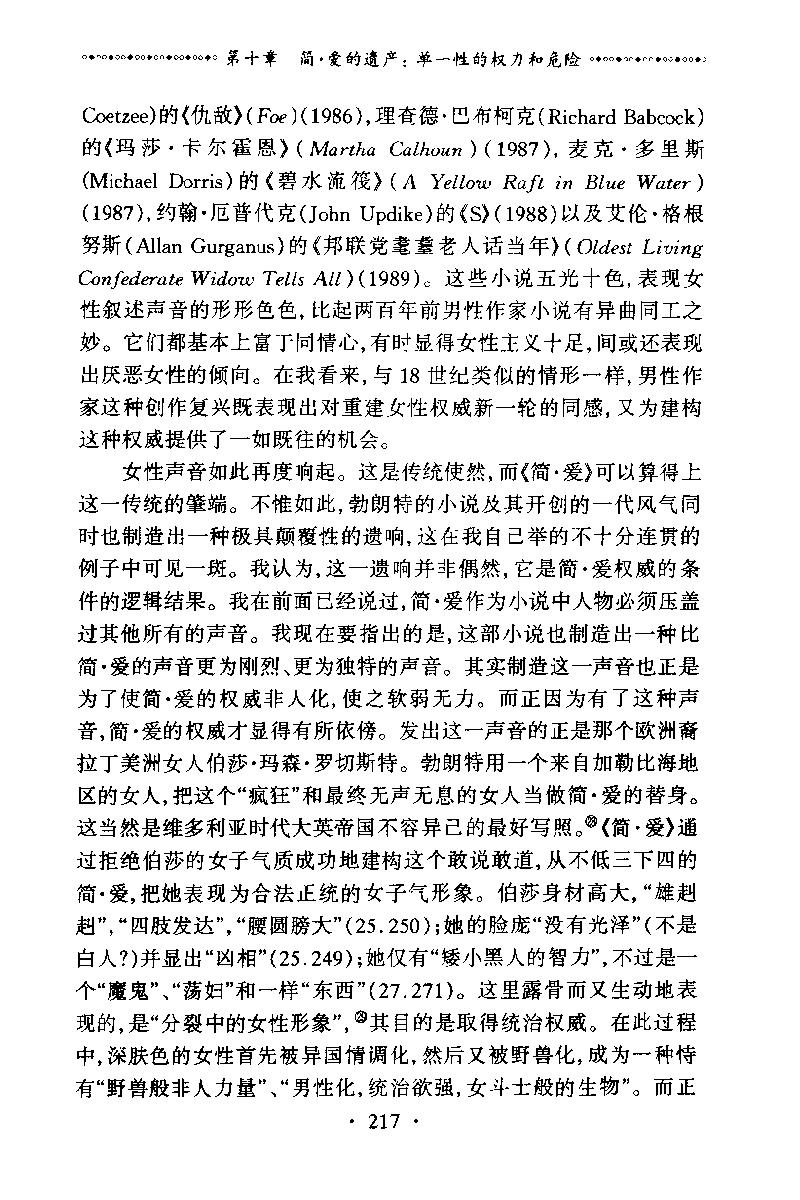 第十章 简·爱的遗产：单一性的权力和危险
Coetzee)的《仇敌》(Foe)(1986),理查德·巴布柯克(Richard Babcock)
的《玛莎·卡尔霍恩》(Martha Calhoun)(1987), 麦克·多里斯
(Michael Dorris)的《碧水流筏》(A Yellow Raft in Blue Water)
(1987),约翰·厄普代克(John Updike)的《S》(1988)以及艾伦·格根
努斯(Allan Gurganus)的《邦联党耄耋老人话当年》(Oldest Living
Confederate Widow Tells All)(1989)。这些小说五光十色,表现女
性叙述声音的形形色色,比起两百年前男性作家小说有异曲同工之
妙。它们都基本上富于同情心,有时显得女性主义十足,间或还表现
出厌恶女性的倾向。在我看来,与 18 世纪类似的情形一样,男性作
家这种创作复兴既表现出对重建女性权威新一轮的同感,又为建构
这种权威提供了一如既往的机会。
女性声音如此再度响起。这是传统使然,而《简·爱》可以算得上
这一传统的肇端。不惟如此,勃朗特的小说及其开创的一代风气同
时也制造出一种极具颠覆性的遗响,这在我自己举的不十分连贯的
例子中可见一斑。我认为,这一遗响并非偶然,它是简·爱权威的条
件的逻辑结果。我在前面已经说过,简·爱作为小说中人物必须压盖
过其他所有的声音。我现在要指出的是,这部小说也制造出一种比
简·爱的声音更为刚烈、更为独特的声音。其实制造这一声音也正是
为了使简·爱的权威非人化,使之软弱无力。而正因为有了这种声
音,简·爱的权威才显得有所依傍。发出这一声音的正是那个欧洲裔
拉丁美洲女人伯莎·玛森·罗切斯特。勃朗特用一个来自加勒比海地
区的女人,把这个“疯狂”和最终无声无息的女人当做简·爱的替身。
这当然是维多利亚时代大英帝国不容异己的最好写照。㉘《简·爱》通
过拒绝伯莎的女子气质成功地建构这个敢说敢道,从不低三下四的
简·爱,把她表现为合法正统的女子气形象。伯莎身材高大,“雄赳
赳”,“四肢发达”,“腰圆膀大”(25.250);她的脸庞“没有光泽”(不是
白人?)并显出“凶相”(25.249);她仅有“矮小黑人的智力”,不过是一
个“魔鬼”、“荡妇”和一样“东西”(27.271)。这里露骨而又生动地表
现的,是“分裂中的女性形象”,㉙其目的是取得统治权威。在此过程
中,深肤色的女性首先被异国情调化,然后又被野兽化,成为一种恃
有“野兽般非人力量”、“男性化,统治欲强,女斗士般的生物”。而正
· 217 ·